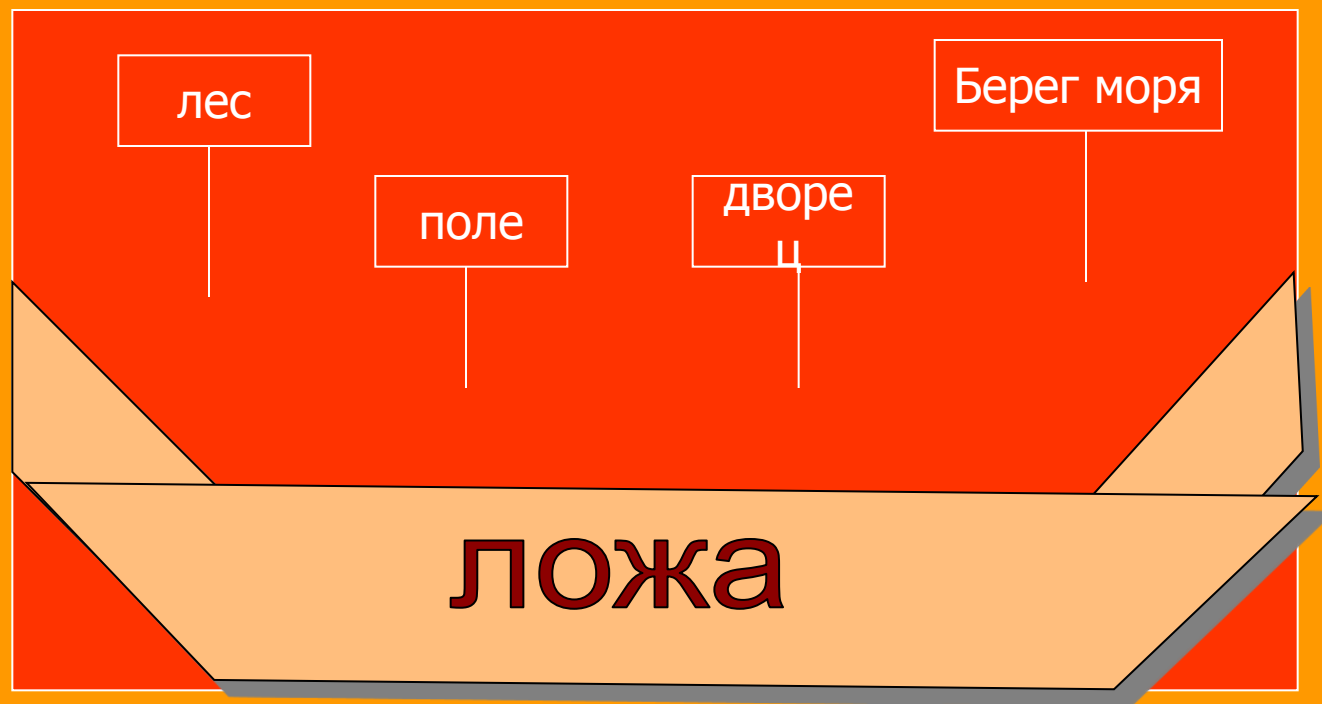 лес
Берег моря
поле
дворе
ц
ложа